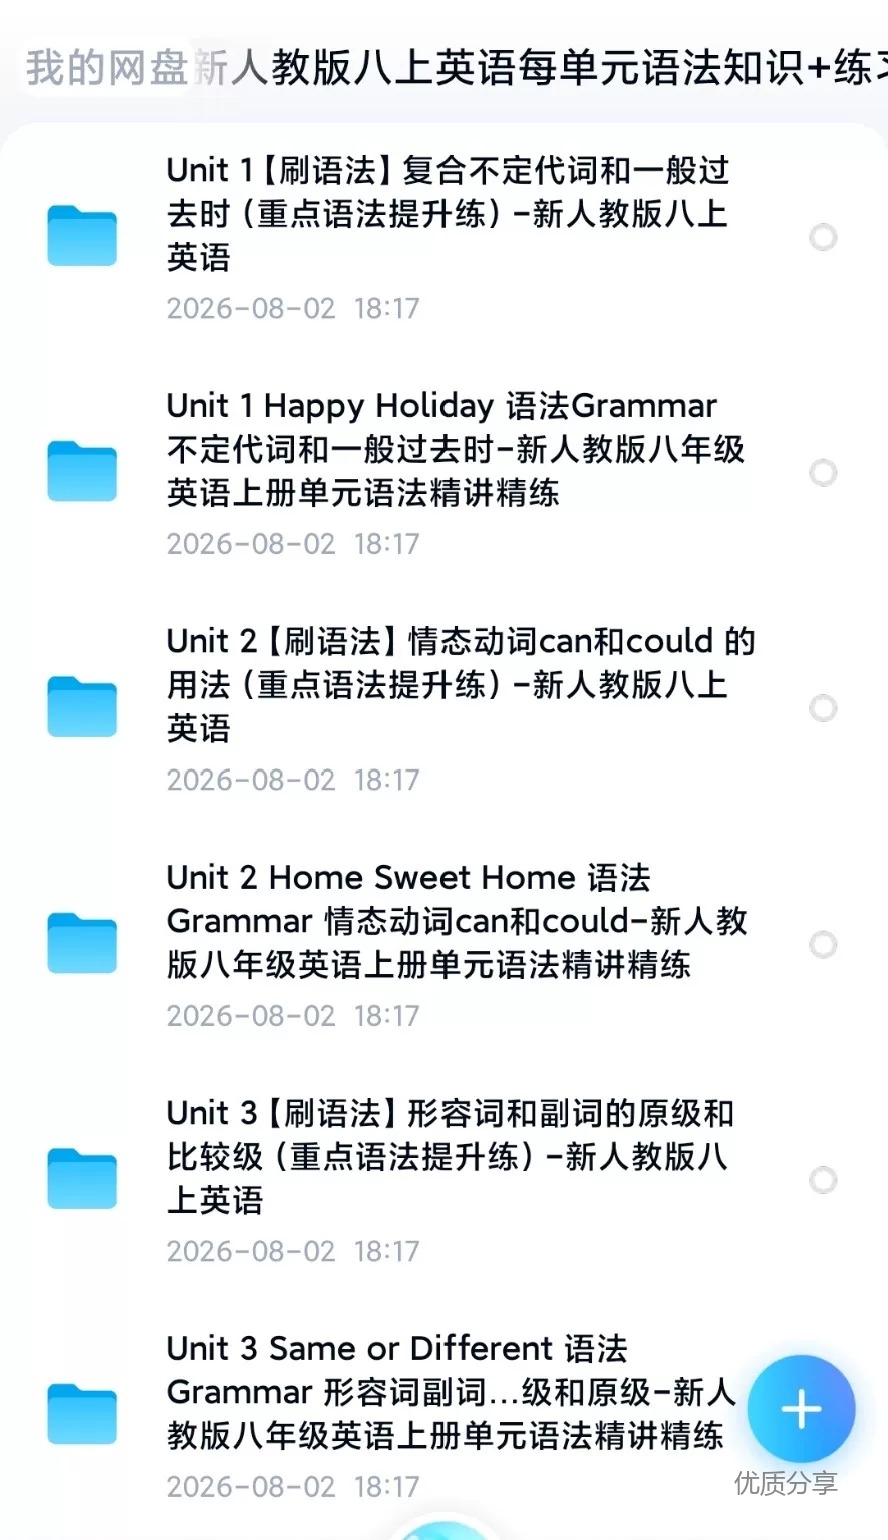 我的网盘新人教版八上英语每单元语法知识+练习
Unit 1【刷语法】复合不定代词和一般过
去时（重点语法提升练）-新人教版八上
英语
2026-08-02 18:17
Unit 1 Happy Holiday 语法Grammar
不定代词和一般过去时-新人教版八年级
英语上册单元语法精讲精练
2026-08-02 18:17
Unit 2【刷语法】情态动词can和could 的
用法（重点语法提升练）-新人教版八上
英语
2026-08-02 18:17
Unit 2 Home Sweet Home 语法
Grammar 情态动词can和could-新人教
版八年级英语上册单元语法精讲精练
2026-08-02 18:17
Unit 3【刷语法】形容词和副词的原级和
比较级（重点语法提升练）-新人教版八
上英语
2026-08-02 18:17
Unit 3 Same or Different 语法
Grammar 形容词副词...级和原级-新人
教版八年级英语上册单元语法精讲精练
2026-08-02 18:17
优质分享